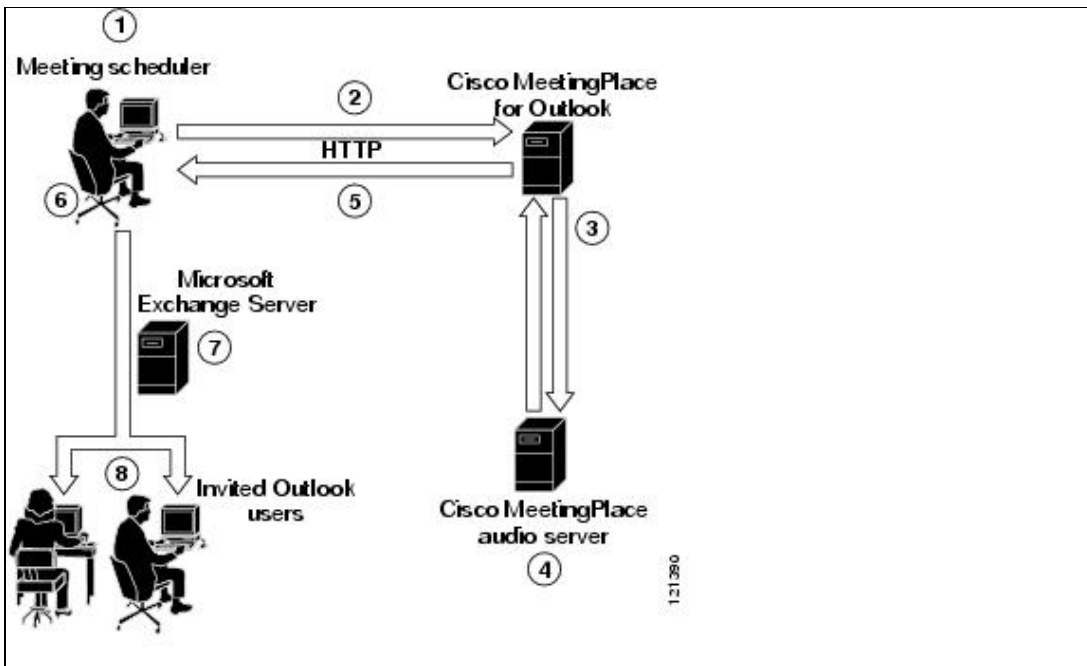 1
Meeting scheduler
2
Cisco MeetingPlace
for Outlook
HTTP
5
6
3
Microsoft
Exchange Server
7
8
Invited Outlook
users
Cisco MeetingPlace
audio server
4
121390